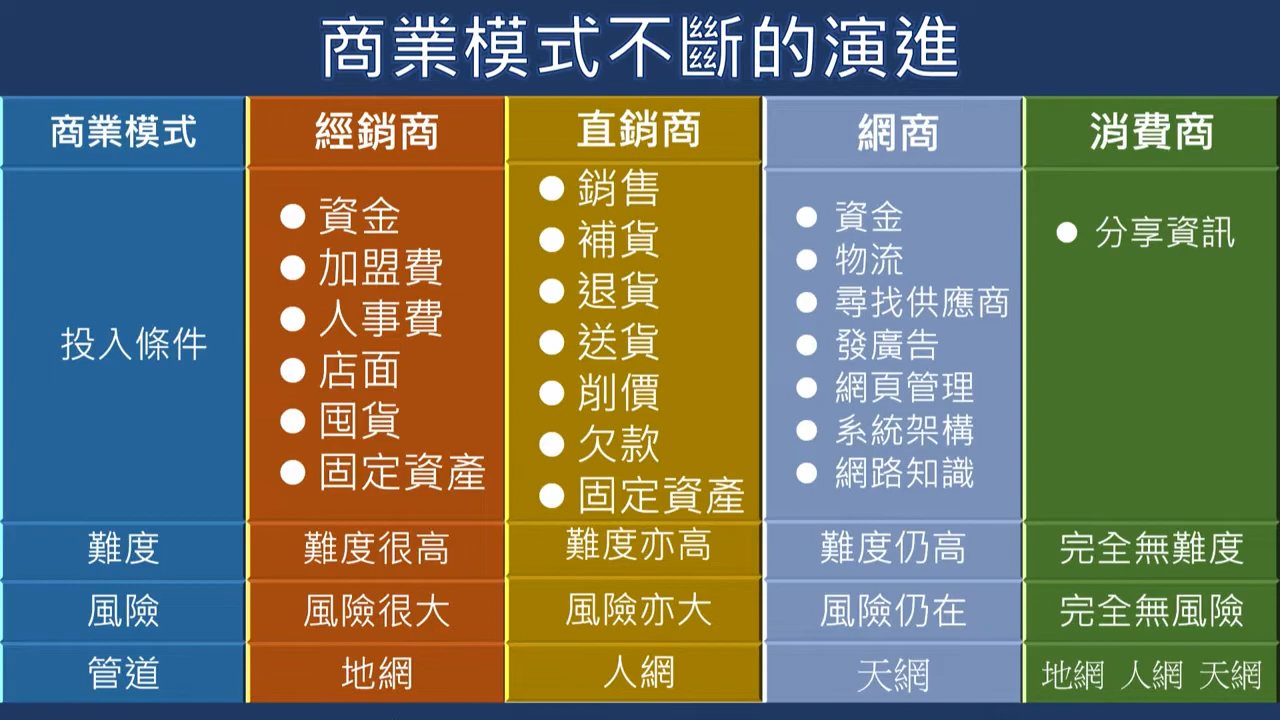 商業模式不斷的演進
商業模式
經銷商
直銷商
網商
消費商
投入條件
● 資金
● 加盟費
● 人事費
● 店面
● 囤貨
● 固定資產
● 銷售
● 補貨
● 退貨
● 送貨
● 削價
● 欠款
● 固定資產
● 資金
● 物流
● 尋找供應商
● 發廣告
● 網頁管理
● 系統架構
● 網路知識
● 分享資訊
難度
難度很高
難度亦高
難度仍高
完全無難度
風險
風險很大
風險亦大
風險仍在
完全無風險
管道
地網
人網
天網
地網 人網 天網